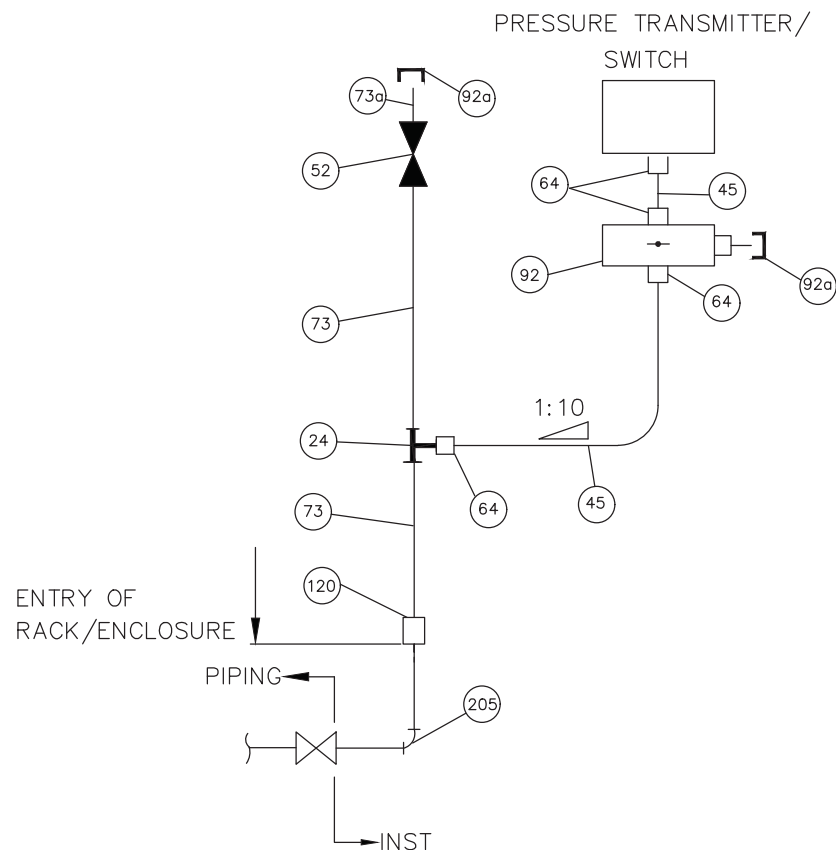 PRESSURE TRANSMITTER/
SWITCH
73a
92a
52
64
45
92
92a
64
73
1:10
24
64
45
73
120
ENTRY OF
RACK/ENCLOSURE
PIPING
205
INST